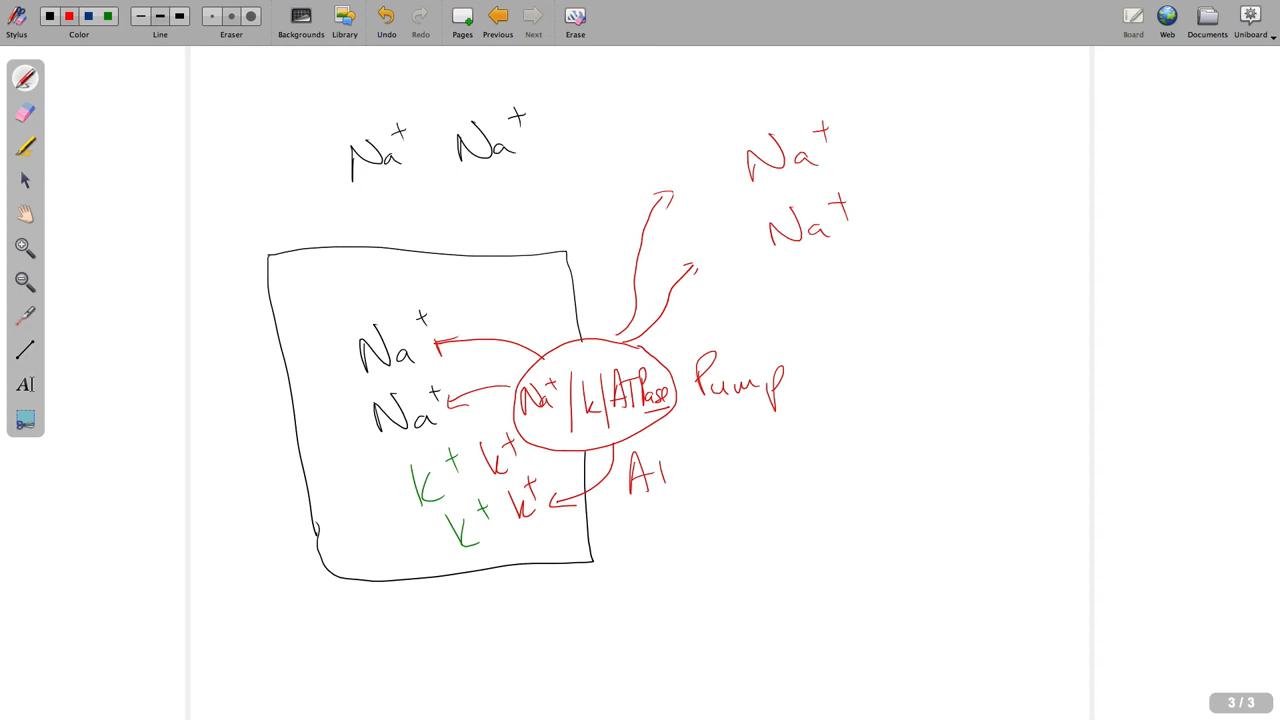 Stylus Color Line Eraser Backgrounds Library Undo Redo Pages Previous Next Erase Board Web Documents Uniboard
Na+ Na+
Na+
Na+
Na+
Na+
Na+ | k | ATPase Pump
k+ k+
k+ k+
A
3 / 3